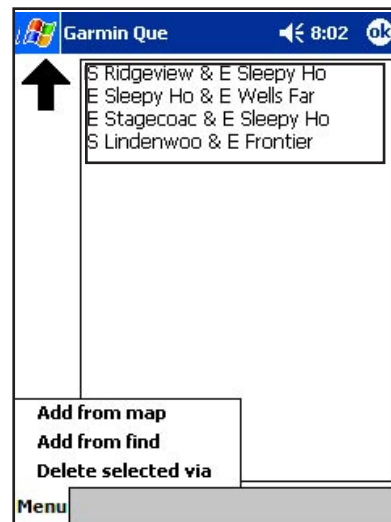 Garmin Que 8:02 ok
S Ridgeview & E Sleepy Ho
E Sleepy Ho & E Wells Far
E Stagecoac & E Sleepy Ho
S Lindenwoo & E Frontier
Add from map
Add from find
Delete selected via
Menu